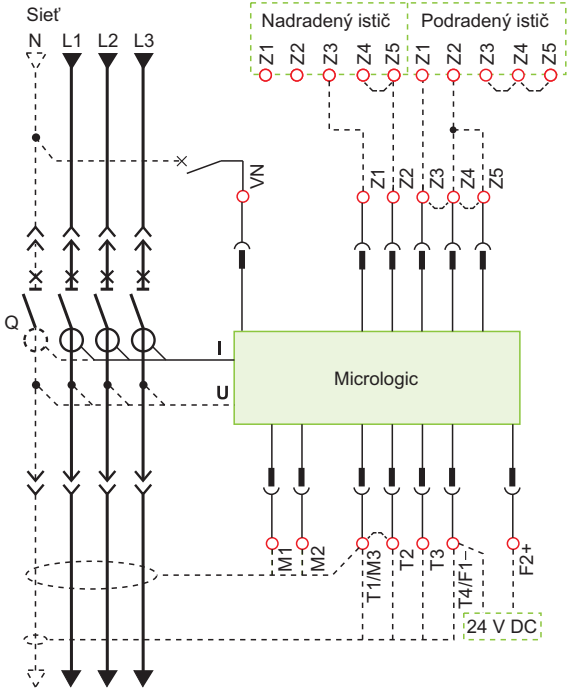 Sieť
N L1 L2 L3
Nadradený istič
Podradený istič
Z1 Z2 Z3 Z4 Z5
Z1 Z2 Z3 Z4 Z5
VN
Z1 Z2 Z3 Z4 Z5
Q
I
U
Micrologic
M1 M2 T1/M3 T2 T3 T4/F1– F2+
24 V DC